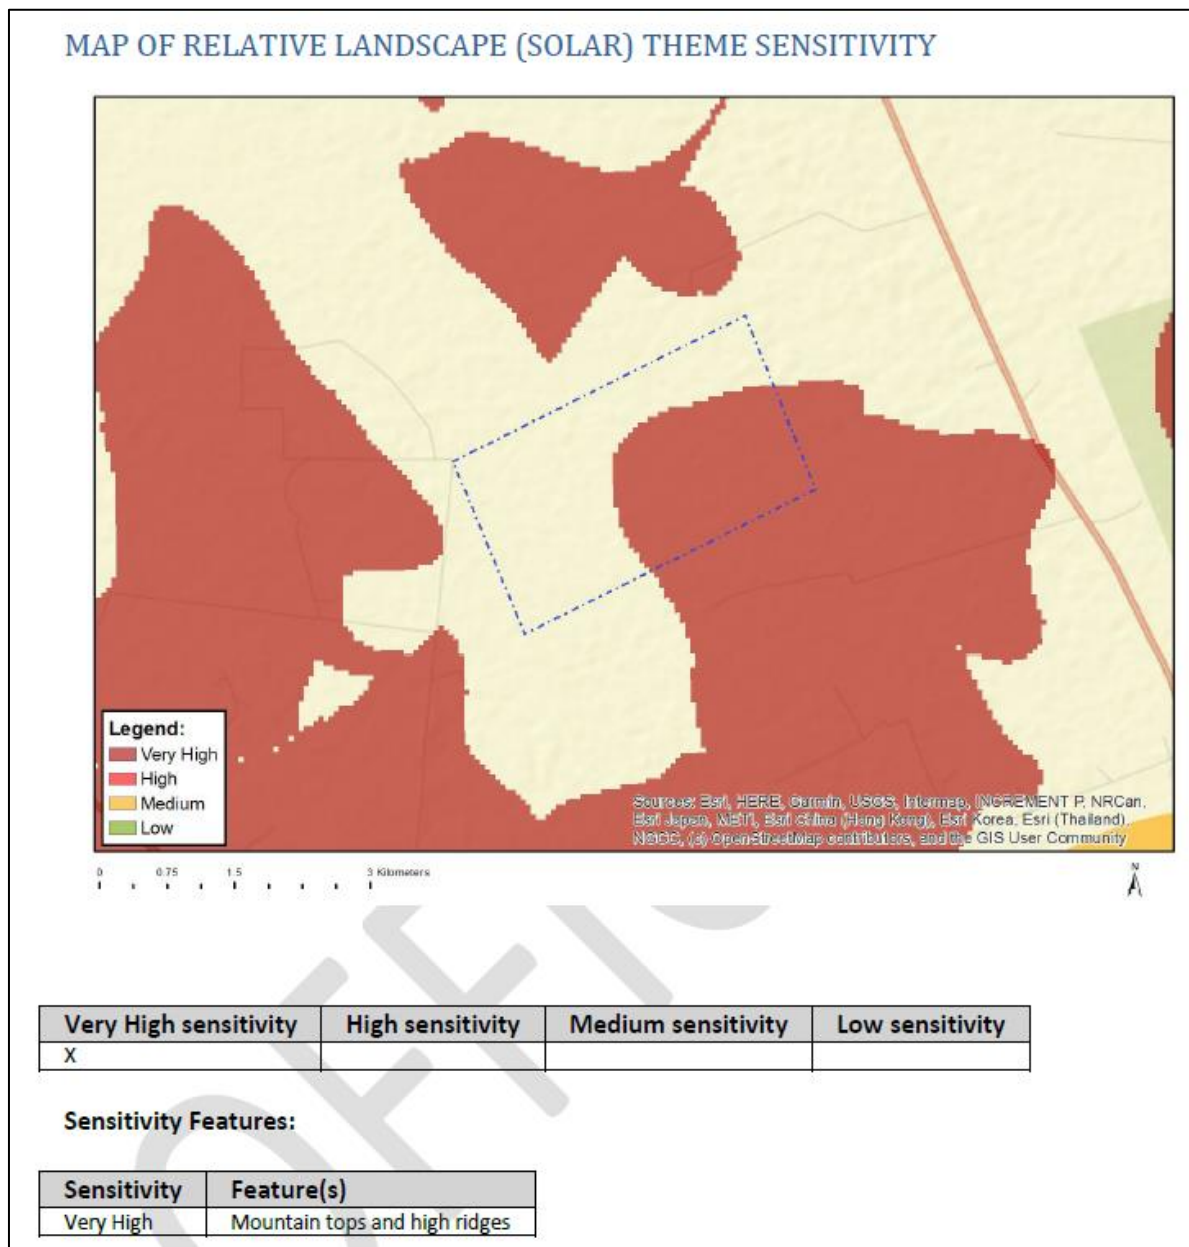 MAP OF RELATIVE LANDSCAPE (SOLAR) THEME SENSITIVITY
Legend:
Very High
High
Medium
Low
Sources: Esri, HERE, Garmin, USGS, Intermap, INCREMENT P, NRCan,
Esri Japan, METI, Esri China (Hong Kong), Esri Korea, Esri (Thailand),
NGCC, (c) OpenStreetMap contributors, and the GIS User Community
0 0.75 1.5 3 Kilometers
N
Very High sensitivity High sensitivity Medium sensitivity Low sensitivity
X
Sensitivity Features:
Sensitivity Feature(s)
Very High Mountain tops and high ridges